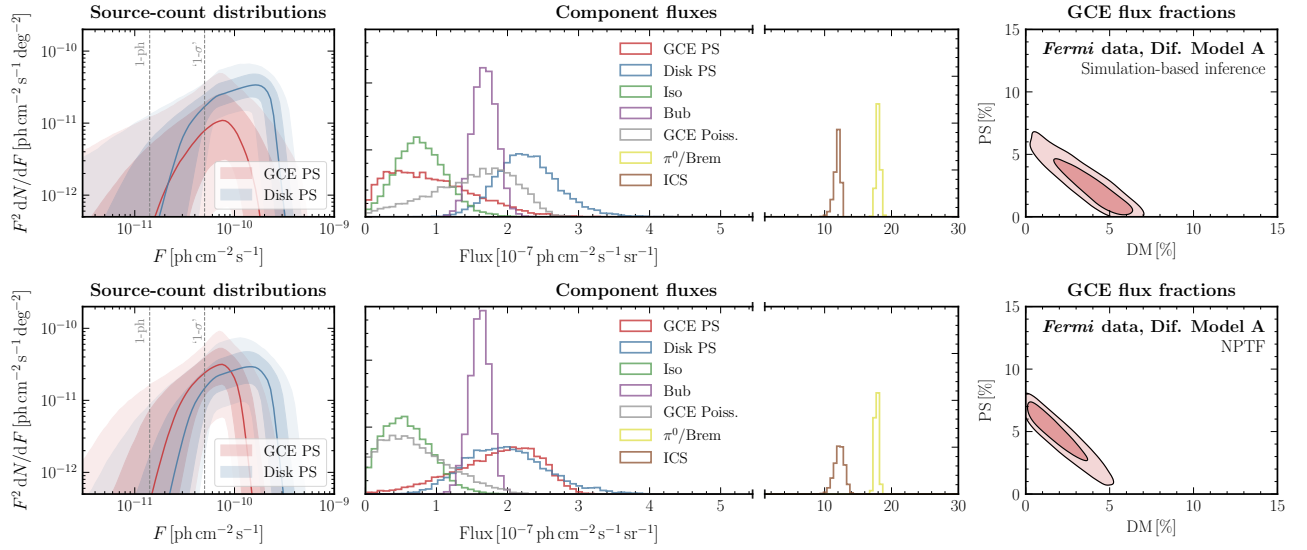 Source-count distributions
Component fluxes
GCE flux fractions
F² dN/dF [ph cm⁻² s⁻¹ deg⁻²]
10⁻¹⁰
10⁻¹¹
10⁻¹²
1-ph
'1-σ'
GCE PS
Disk PS
10⁻¹¹
10⁻¹⁰
10⁻⁹
F [ph cm⁻² s⁻¹]
GCE PS
Disk PS
Iso
Bub
GCE Poiss.
π⁰/Brem
ICS
0 1 2 3 4 5
10 20 30
Flux [10⁻⁷ ph cm⁻² s⁻¹ sr⁻¹]
PS [%]
15
10
5
0
Fermi data, Dif. Model A
Simulation-based inference
0 5 10 15
DM [%]
Source-count distributions
Component fluxes
GCE flux fractions
F² dN/dF [ph cm⁻² s⁻¹ deg⁻²]
10⁻¹⁰
10⁻¹¹
10⁻¹²
1-ph
'1-σ'
GCE PS
Disk PS
10⁻¹¹
10⁻¹⁰
10⁻⁹
F [ph cm⁻² s⁻¹]
GCE PS
Disk PS
Iso
Bub
GCE Poiss.
π⁰/Brem
ICS
0 1 2 3 4 5
10 20 30
Flux [10⁻⁷ ph cm⁻² s⁻¹ sr⁻¹]
PS [%]
15
10
5
0
Fermi data, Dif. Model A
NPTF
0 5 10 15
DM [%]